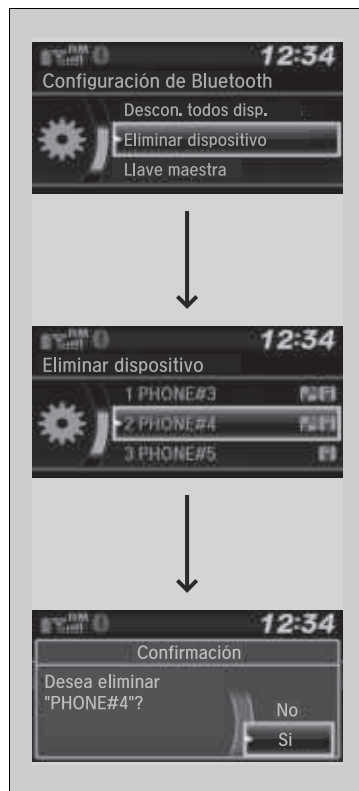 12:34
Configuración de Bluetooth
Descon. todos disp.
Eliminar dispositivo
Llave maestra
12:34
Eliminar dispositivo
1 PHONE#3
2 PHONE#4
3 PHONE#5
12:34
Confirmación
Desea eliminar
"PHONE#4"?
No
Si